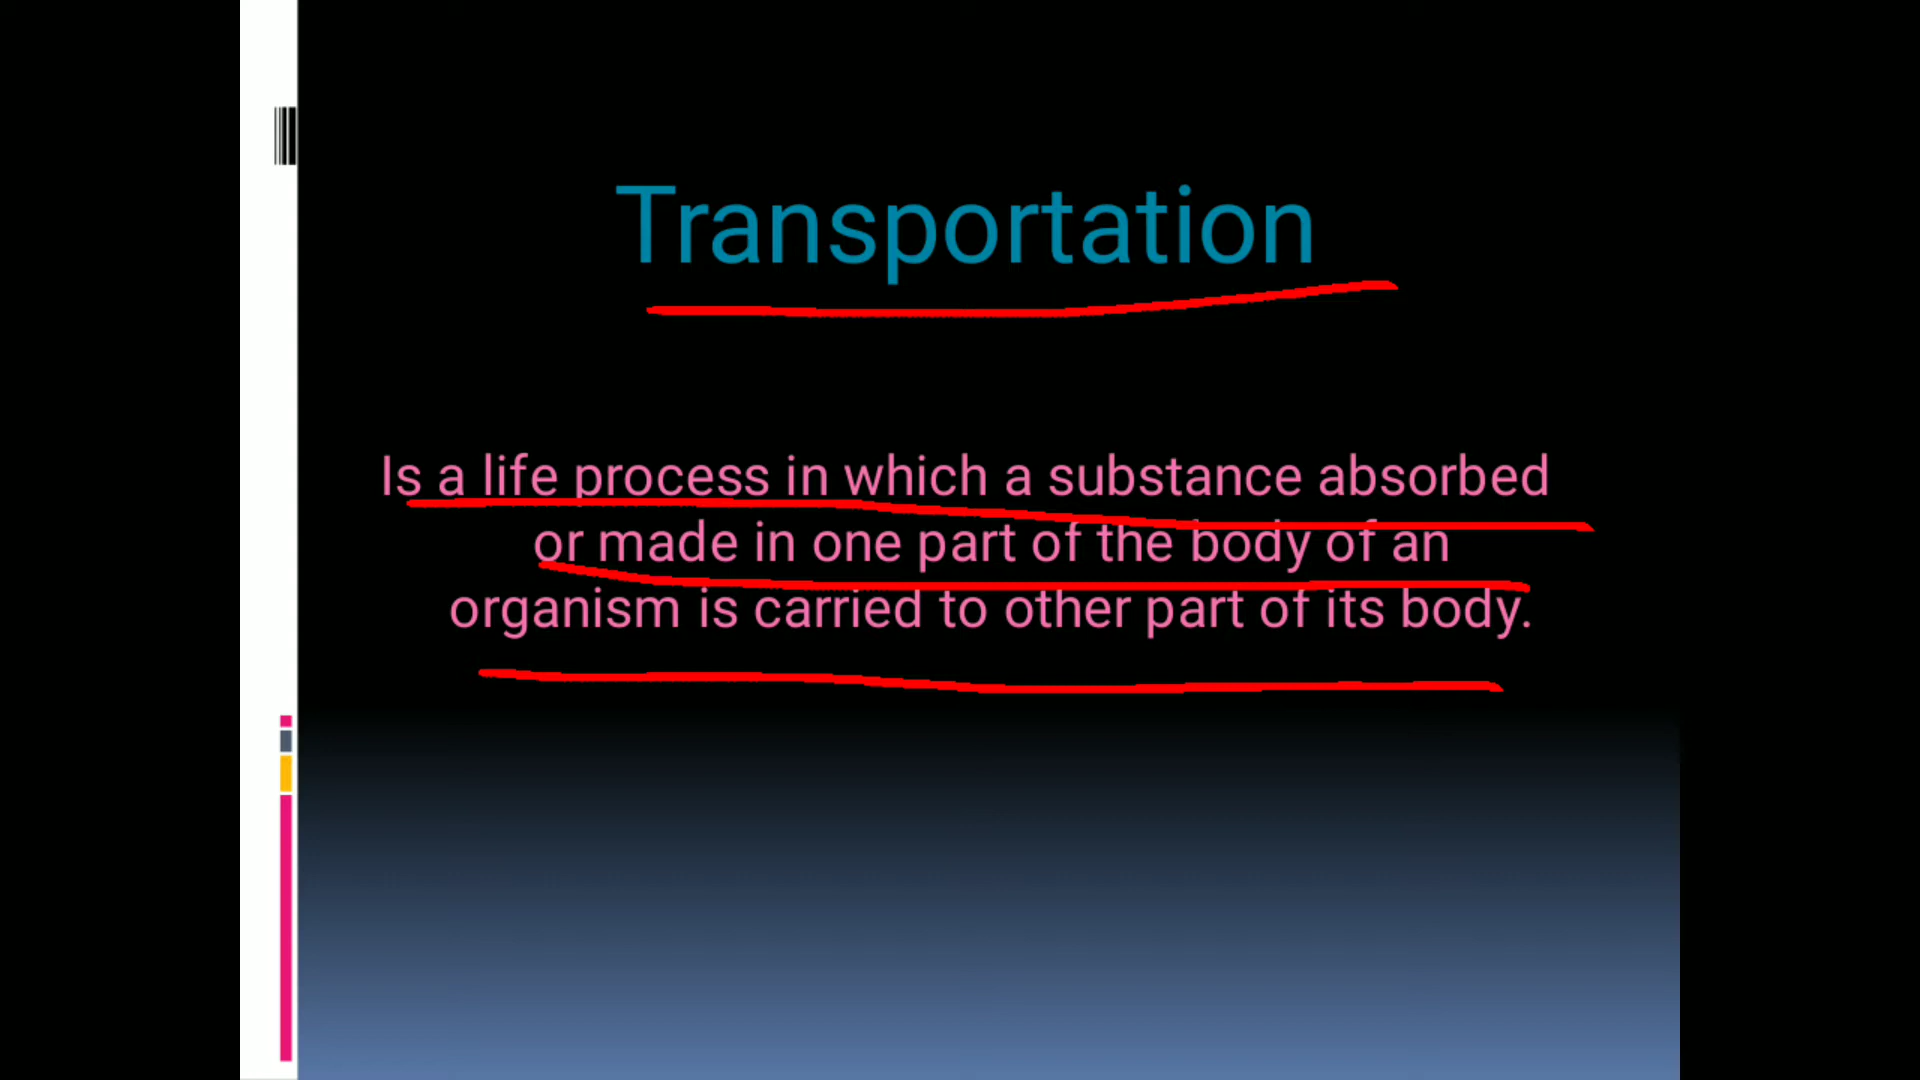 Transportation
Is a life process in which a substance absorbed
or made in one part of the body of an
organism is carried to other part of its body.